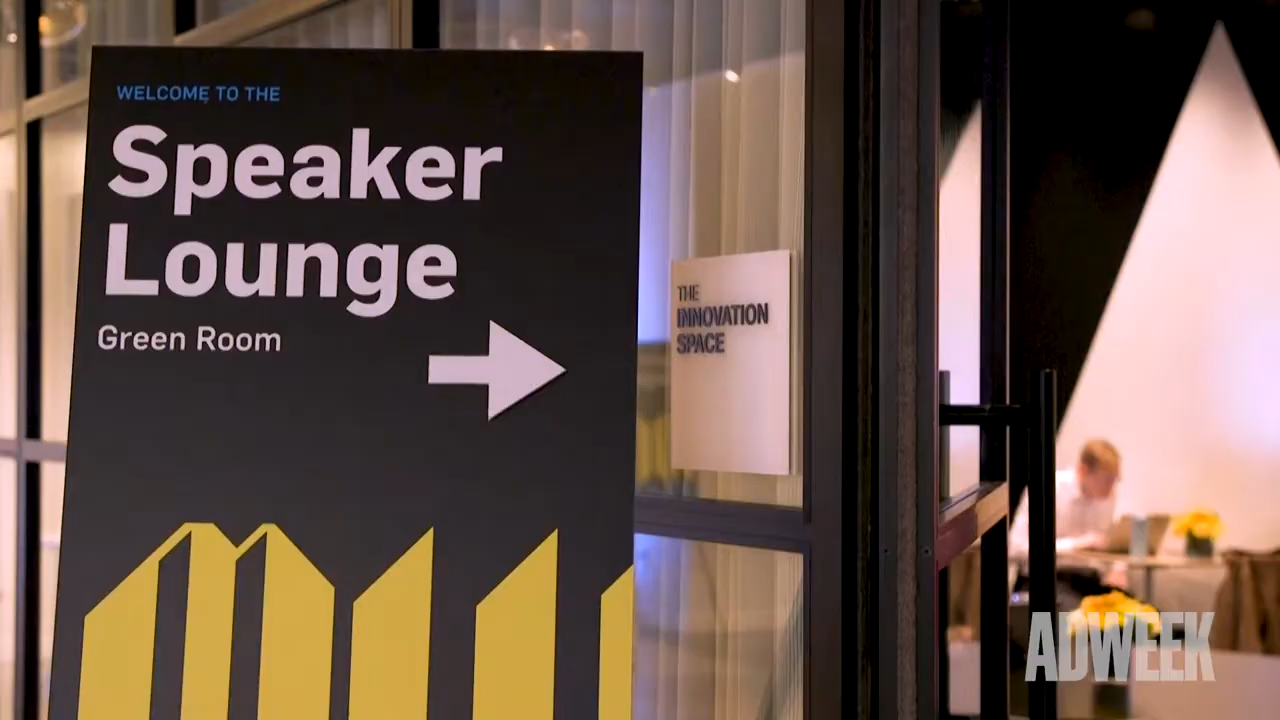 WELCOME TO THE
Speaker
Lounge
Green Room
THE
INNOVATION
SPACE
ADWEEK